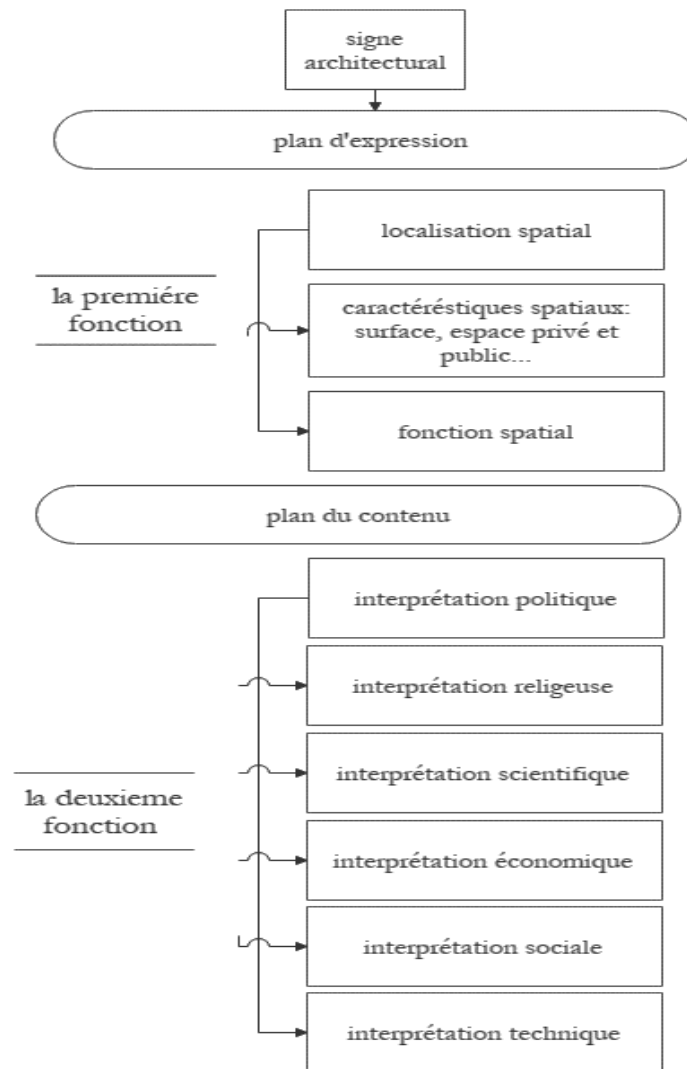 signe
architectural
plan d'expression
localisation spatial
la premiére
fonction
caractéréstiques spatiaux:
surface, espace privé et
public...
fonction spatial
plan du contenu
interprétation politique
interprétation religeuse
interprétation scientifique
la deuxieme
fonction
interprétation économique
interprétation sociale
interprétation technique